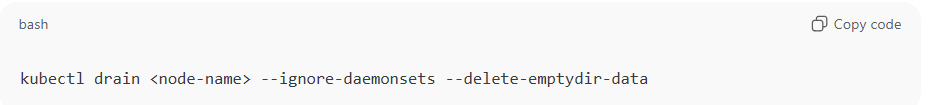 bash
Copy code
kubectl drain <node-name> --ignore-daemonsets --delete-emptydir-data